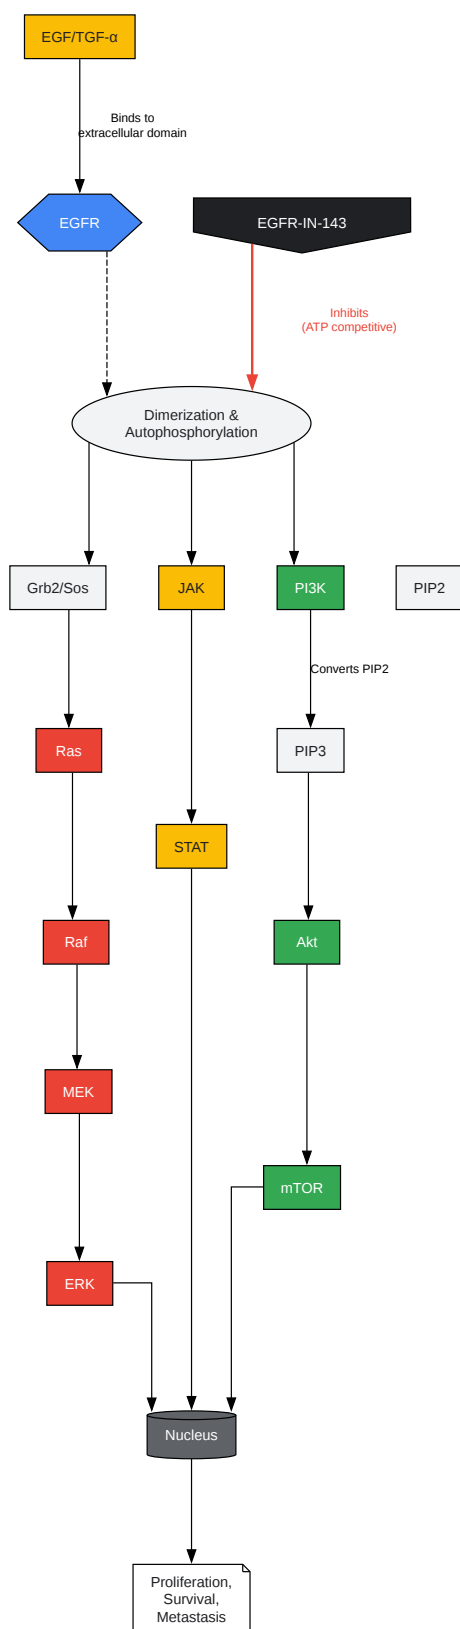 EGF/TGF-α
Binds to
extracellular domain
EGFR
EGFR-IN-143
Inhibits
(ATP competitive)
Dimerization &
Autophosphorylation
Grb2/Sos
JAK
PI3K
PIP2
Converts PIP2
Ras
PIP3
STAT
Raf
Akt
MEK
mTOR
ERK
Nucleus
Proliferation,
Survival,
Metastasis